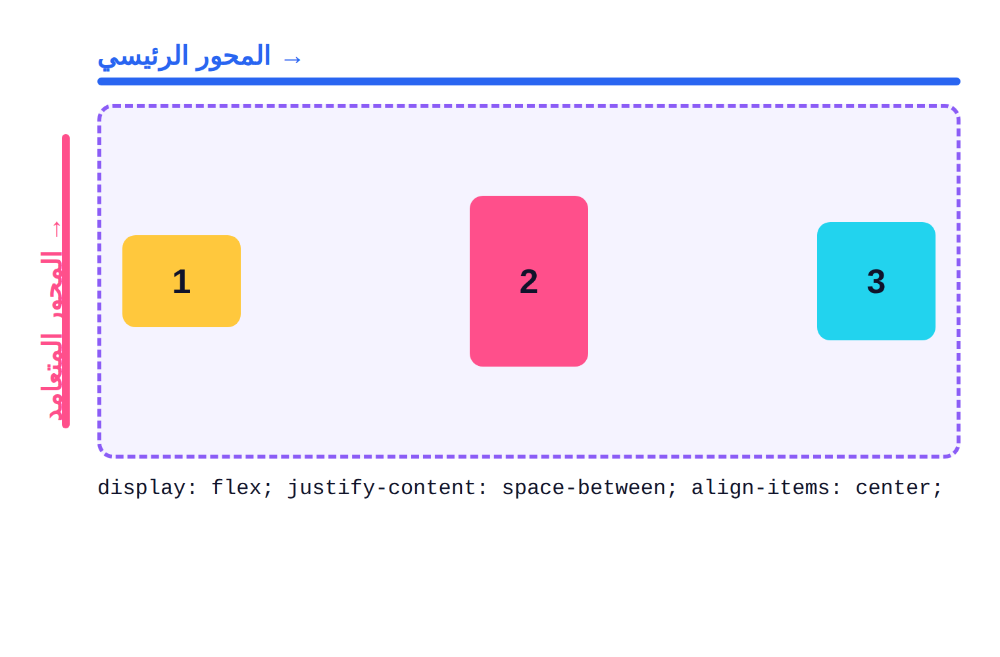 المحور الرئيسي →
المحور المتعامد →
1
2
3
display: flex; justify-content: space-between; align-items: center;